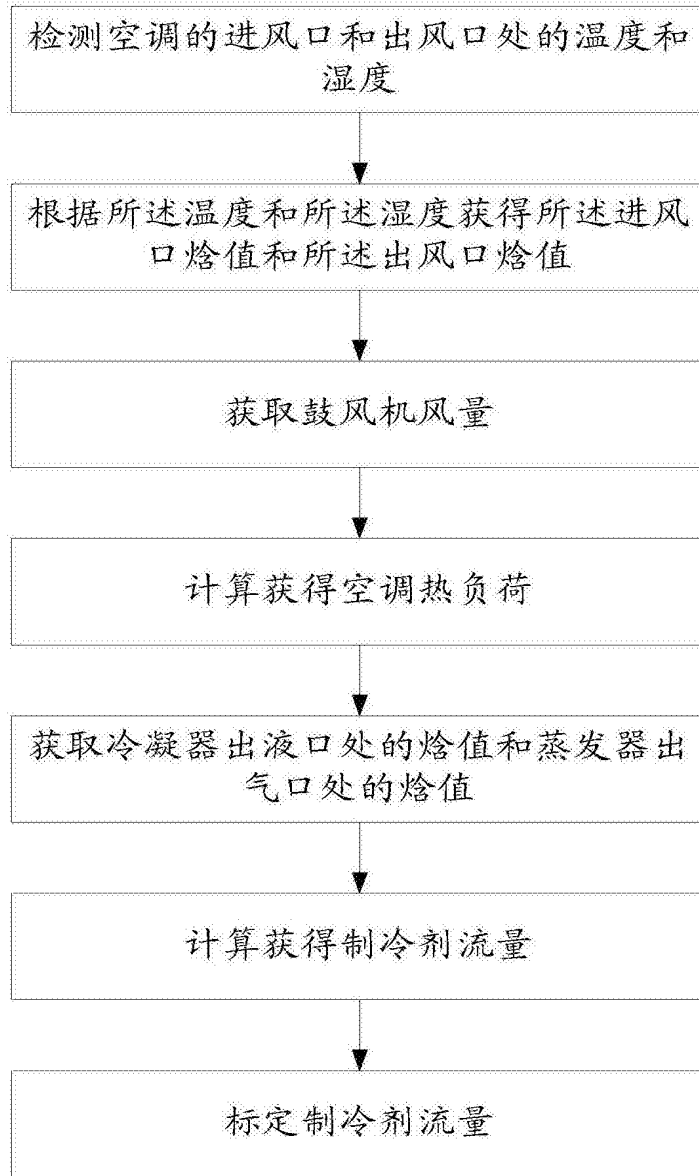 检测空调的进风口和出风口处的温度和
湿度
根据所述温度和所述湿度获得所述进风
口焓值和所述出风口焓值
获取鼓风机风量
计算获得空调热负荷
获取冷凝器出液口处的焓值和蒸发器出
气口处的焓值
计算获得制冷剂流量
标定制冷剂流量